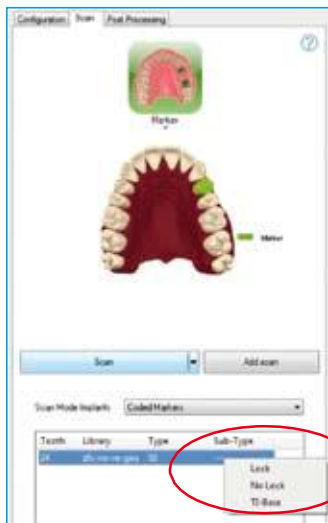 Configuration Scan Post Processing
Marker
Marker
Scan Add scan
Scan Mode Implants Coded Markers
Tooth Library Type Sub-Type
24
Lock
No Lock
TI-Base